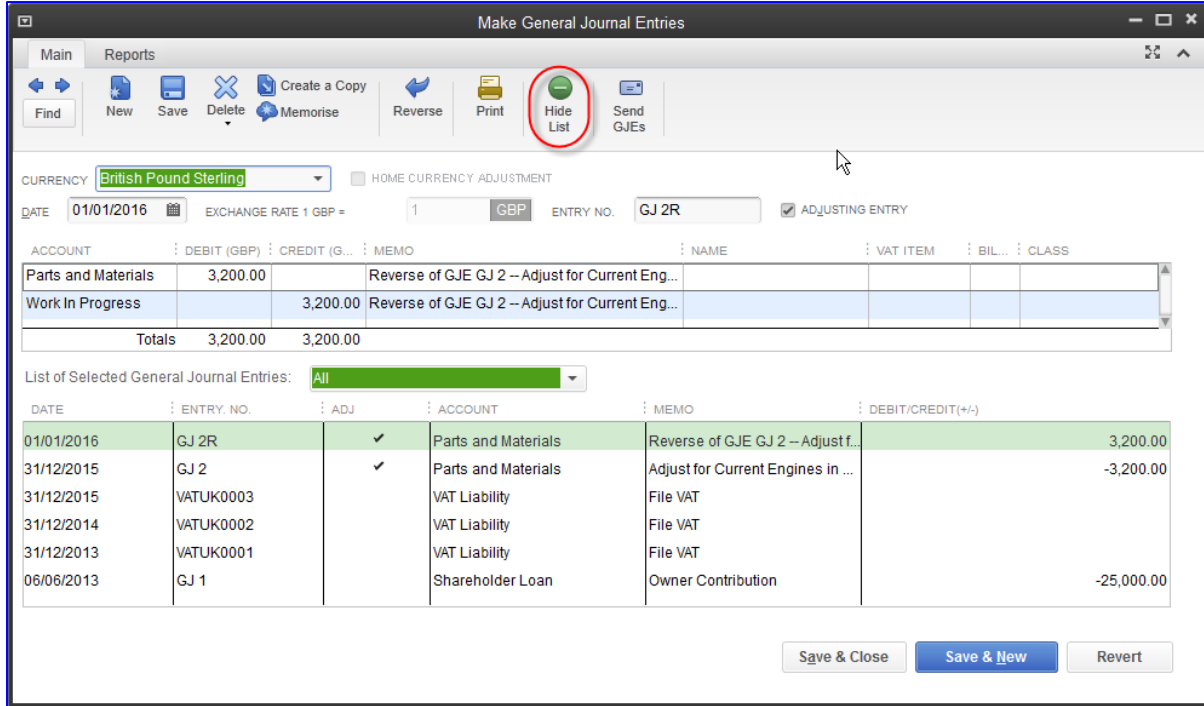 Make General Journal Entries
Main Reports
Find New Save Delete Create a Copy Memorise Reverse Print Hide List Send GJEs
CURRENCY British Pound Sterling HOME CURRENCY ADJUSTMENT
DATE 01/01/2016 EXCHANGE RATE 1 GBP = 1 GBP ENTRY NO. GJ 2R ADJUSTING ENTRY
ACCOUNT DEBIT (GBP) CREDIT (G... MEMO NAME VAT ITEM BIL... CLASS
Parts and Materials 3,200.00 Reverse of GJE GJ 2 -- Adjust for Current Eng...
Work In Progress 3,200.00 Reverse of GJE GJ 2 -- Adjust for Current Eng...
Totals 3,200.00 3,200.00
List of Selected General Journal Entries: All
DATE ENTRY. NO. ADJ ACCOUNT MEMO DEBIT/CREDIT(+/-)
01/01/2016 GJ 2R ✔ Parts and Materials Reverse of GJE GJ 2 -- Adjust f... 3,200.00
31/12/2015 GJ 2 ✔ Parts and Materials Adjust for Current Engines in ... -3,200.00
31/12/2015 VATUK0003 VAT Liability File VAT
31/12/2014 VATUK0002 VAT Liability File VAT
31/12/2013 VATUK0001 VAT Liability File VAT
06/06/2013 GJ 1 Shareholder Loan Owner Contribution -25,000.00
Save & Close Save & New Revert